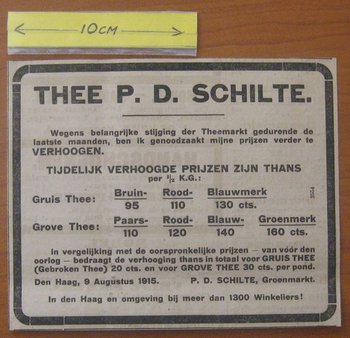 10CM
THEE P. D. SCHILTE.
Wegens belangrijke stijging der Theemarkt gedurende de
laatste maanden, ben ik genoodzaakt mijne prijzen verder te
VERHOOGEN.
TIJDELIJK VERHOOGDE PRIJZEN ZIJN THANS
per ½ K.G.:
Bruin- Rood- Blauwmerk
Gruis Thee: 95 110 130 cts.
Paars- Rood- Blauw- Groenmerk
Grove Thee: 110 120 140 160 cts.
In vergelijking met de oorspronkelijke prijzen – van vóór den
oorlog – bedraagt de verhooging thans in totaal voor GRUIS THEE
(Gebroken Thee) 20 cts. en voor GROVE THEE 30 cts. per pond.
Den Haag, 9 Augustus 1915. P. D. SCHILTE, Groenmarkt.
In den Haag en omgeving bij meer dan 1300 Winkeliers!